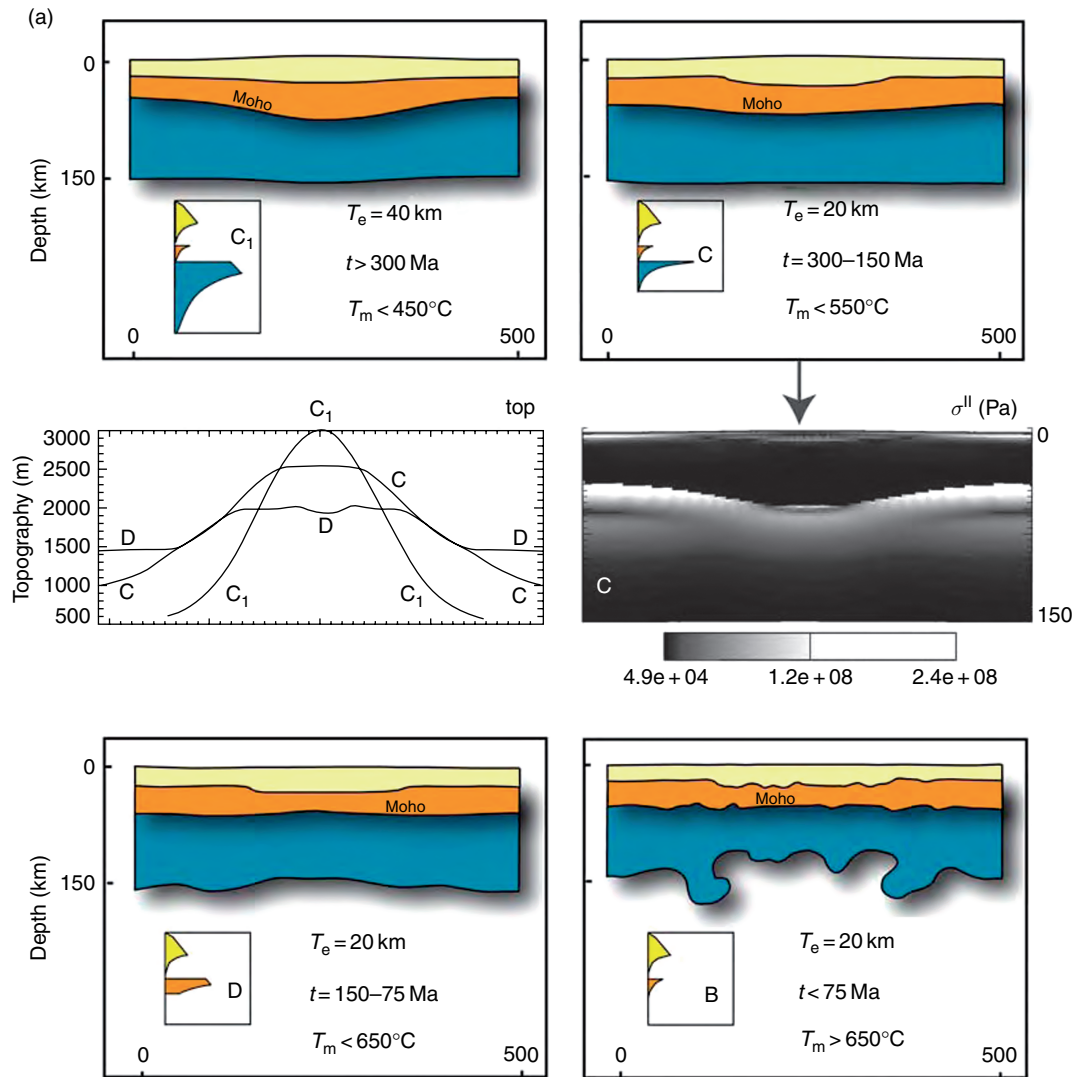 (a)
0
Moho
150
Depth (km)
C₁
Tₑ = 40 km
t > 300 Ma
Tₘ < 450°C
0
500
Moho
C
Tₑ = 20 km
t = 300–150 Ma
Tₘ < 550°C
0
500
C₁
top
3000
2500
2000
1500
1000
500
Topography (m)
C
D
D
D
C
C
C₁
C₁
σᴵᴵ (Pa)
0
C
150
4.9e + 04
1.2e + 08
2.4e + 08
0
Moho
150
Depth (km)
D
Tₑ = 20 km
t = 150–75 Ma
Tₘ < 650°C
0
500
Moho
B
Tₑ = 20 km
t < 75 Ma
Tₘ > 650°C
0
500